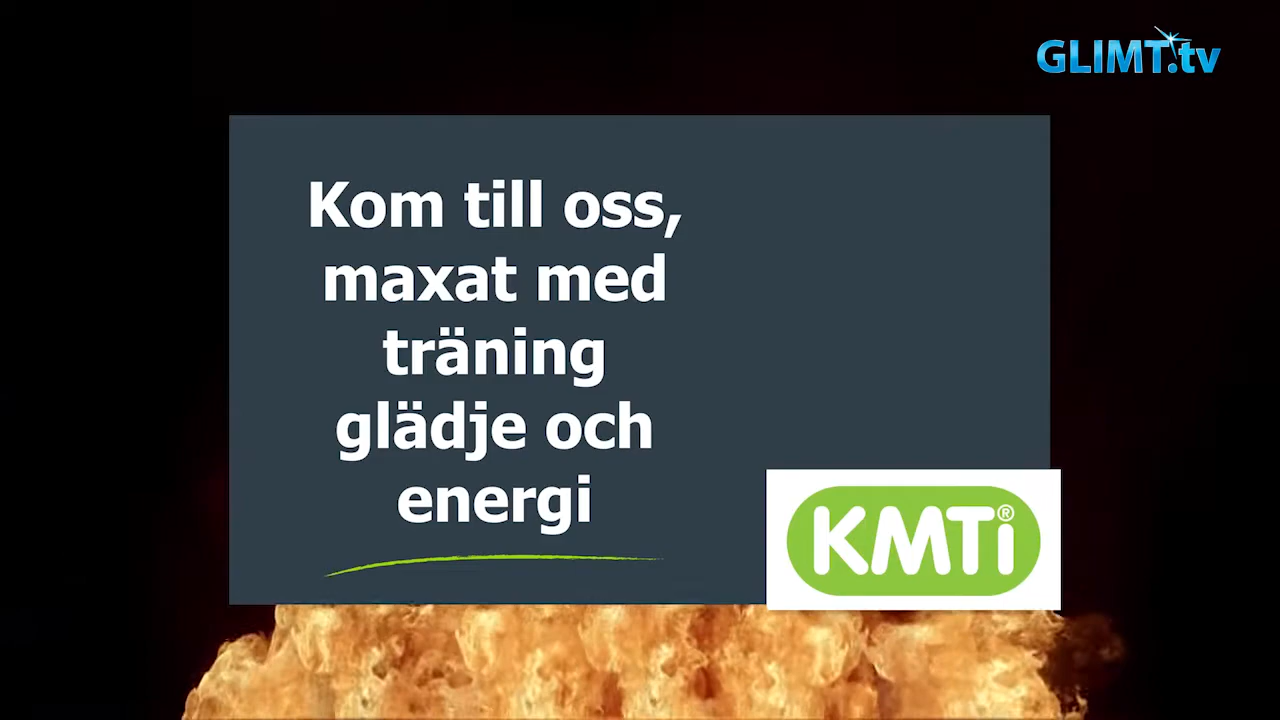 GLIMT.tv
Kom till oss,
maxat med
träning
glädje och
energi
KMTi®